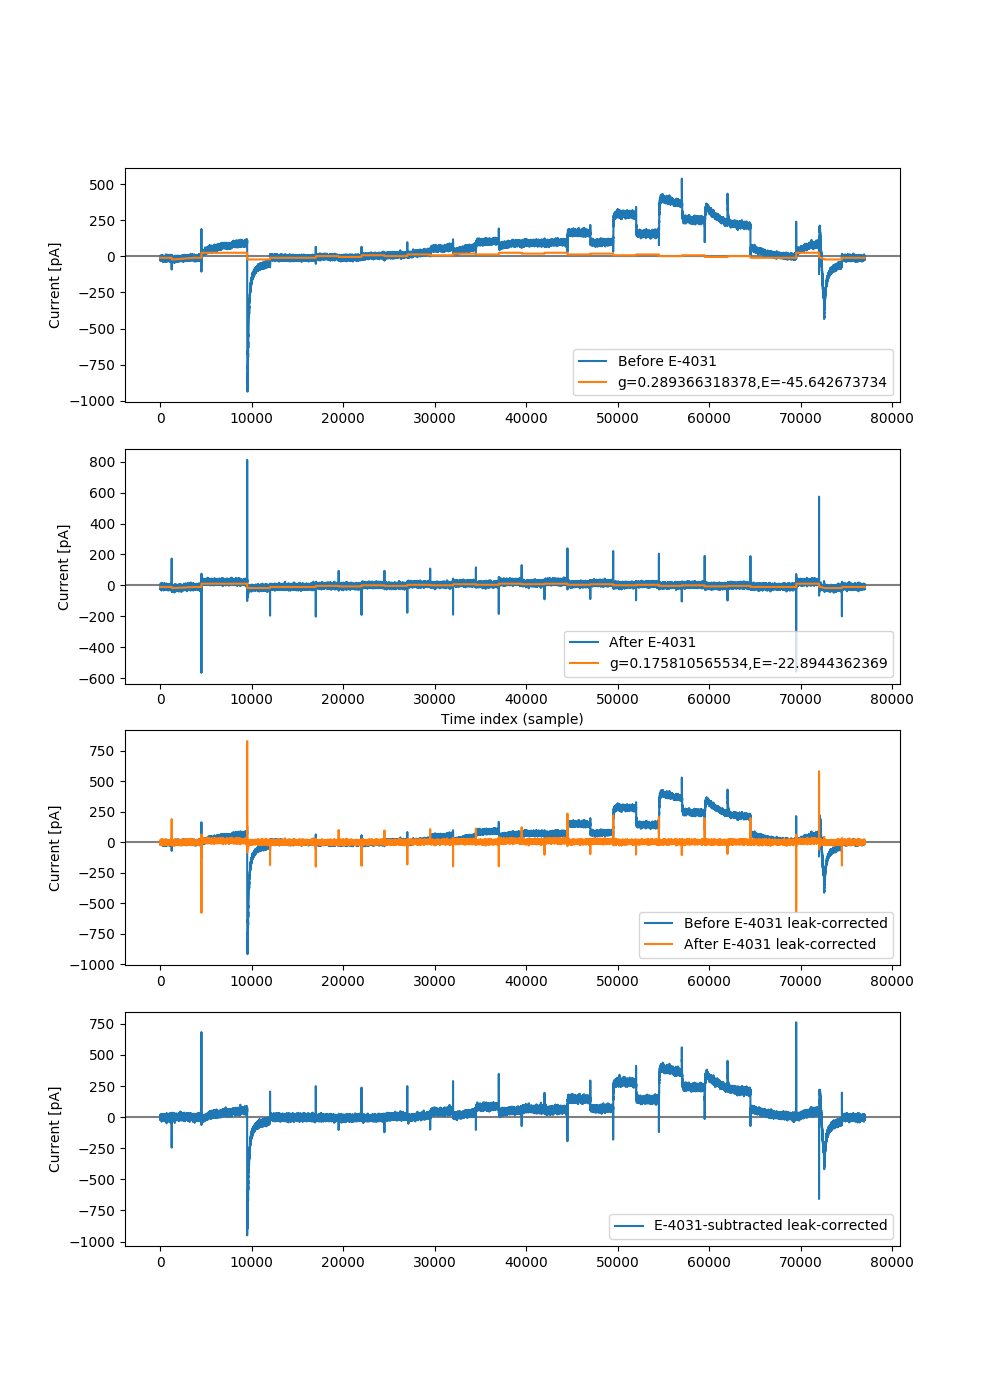 500
250
0
−250
−500
−750
−1000
Current [pA]
Before E-4031
g=0.289366318378,E=-45.642673734
0 10000 20000 30000 40000 50000 60000 70000 80000
800
600
400
200
0
−200
−400
−600
Current [pA]
After E-4031
g=0.175810565534,E=-22.8944362369
0 10000 20000 30000 40000 50000 60000 70000 80000
Time index (sample)
750
500
250
0
−250
−500
−750
−1000
Current [pA]
Before E-4031 leak-corrected
After E-4031 leak-corrected
0 10000 20000 30000 40000 50000 60000 70000 80000
750
500
250
0
−250
−500
−750
−1000
Current [pA]
E-4031-subtracted leak-corrected
0 10000 20000 30000 40000 50000 60000 70000 80000